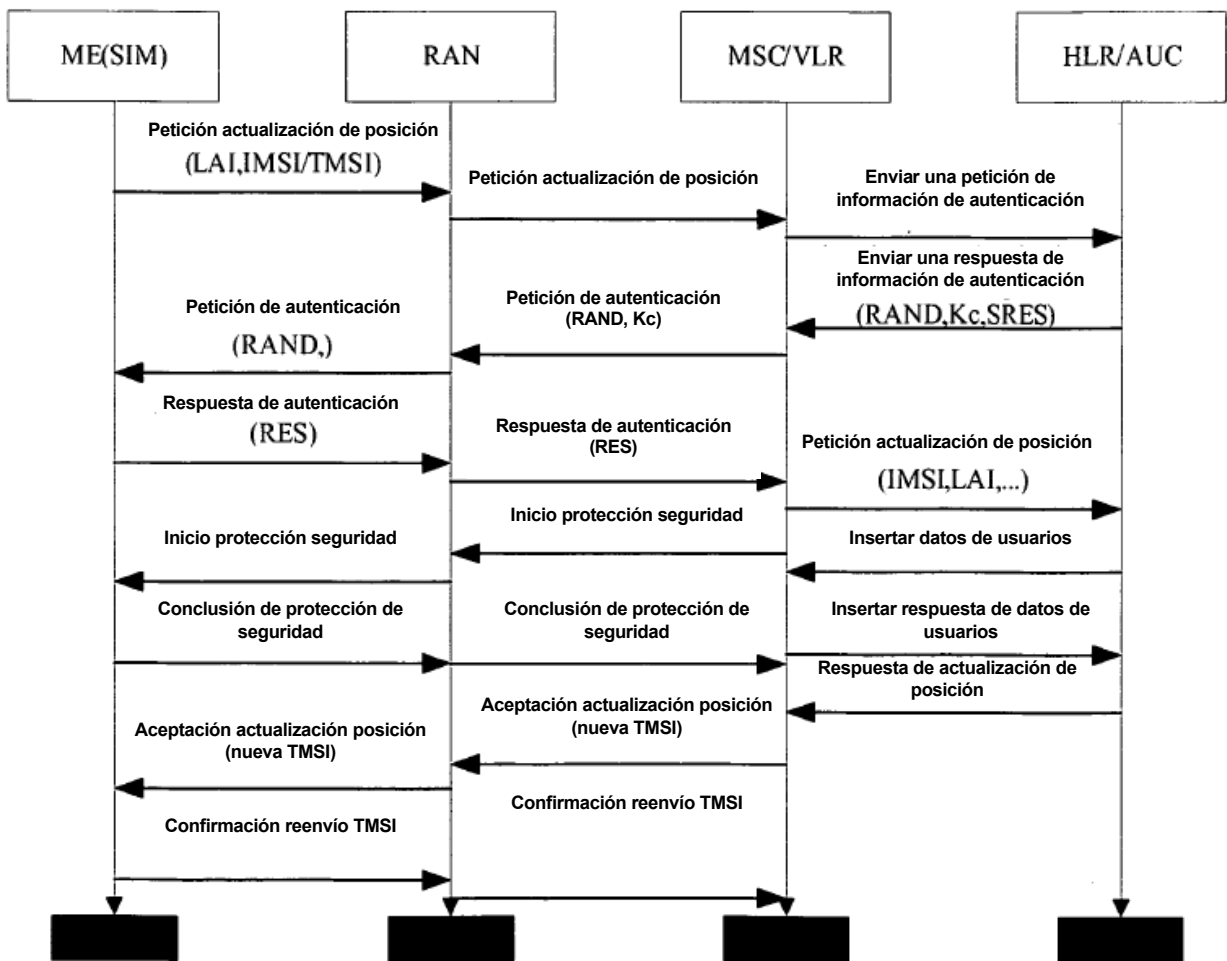 ME(SIM)
RAN
MSC/VLR
HLR/AUC
Petición actualización de posición
(LAI,IMSI/TMSI)
Petición actualización de posición
Enviar una petición de
información de autenticación
Enviar una respuesta de
información de autenticación
(RAND,Kc,SRES)
Petición de autenticación
(RAND, Kc)
Petición de autenticación
(RAND,)
Respuesta de autenticación
(RES)
Respuesta de autenticación
(RES)
Petición actualización de posición
(IMSI,LAI,...)
Inicio protección seguridad
Inicio protección seguridad
Insertar datos de usuarios
Conclusión de protección de
seguridad
Conclusión de protección de
seguridad
Insertar respuesta de datos de
usuarios
Respuesta de actualización de
posición
Aceptación actualización posición
(nueva TMSI)
Aceptación actualización posición
(nueva TMSI)
Confirmación reenvío TMSI
Confirmación reenvío TMSI